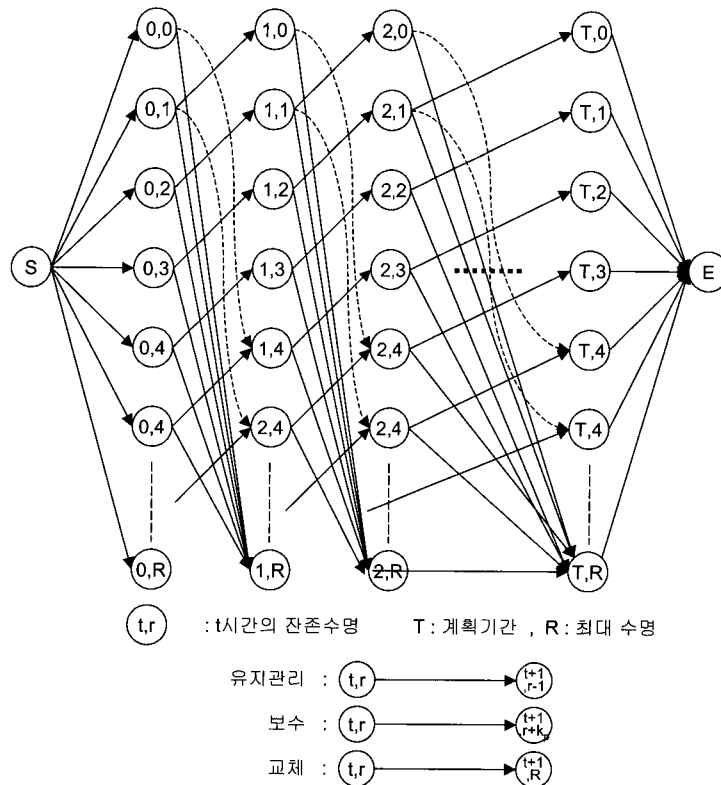 0,0 1,0 2,0 T,0
0,1 1,1 2,1 T,1
0,2 1,2 2,2 T,2
S 0,3 1,3 2,3 T,3 E
0,4 1,4 2,4 T,4
0,4 2,4 2,4 T,4
0,R 1,R 2,R T,R
t,r : t시간의 잔존수명 T : 계획기간 , R : 최대 수명
유지관리 : t,r t+1 ,r-1
보수 : t,r t+1 ,r+kp
교체 : t,r t+1 ,R